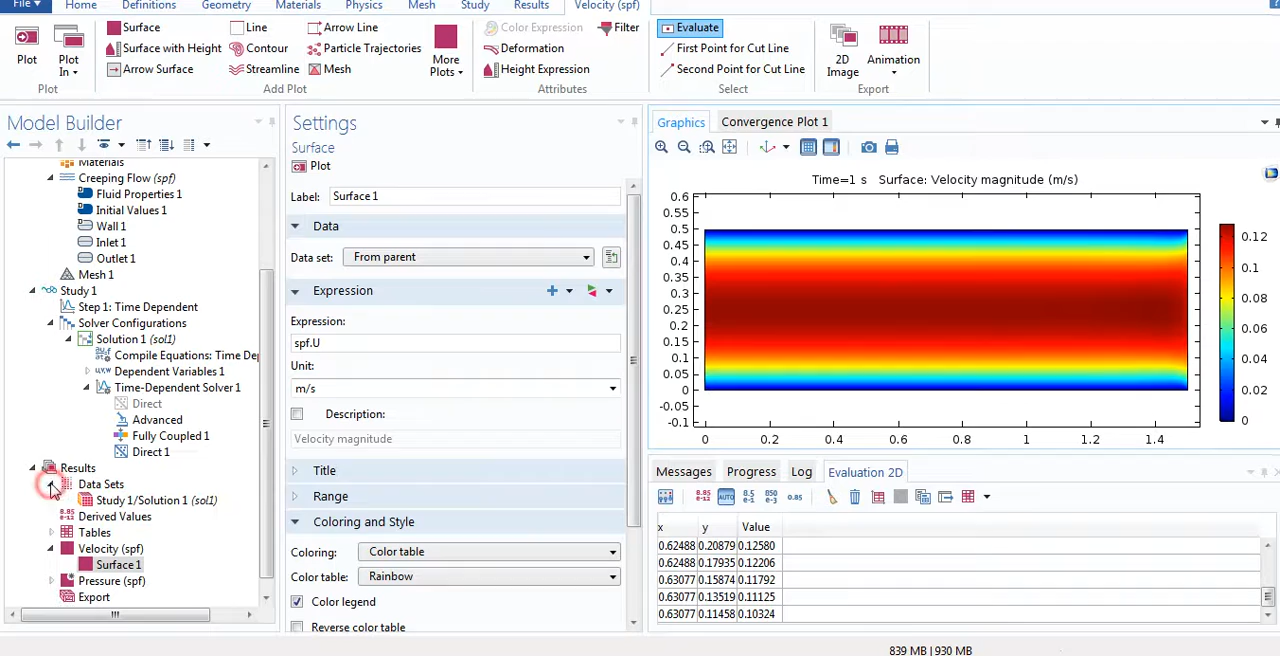 File
Home
Definitions
Geometry
Materials
Physics
Mesh
Study
Results
Velocity (spf)
Plot
Plot In
Surface
Surface with Height
Arrow Surface
Line
Contour
Streamline
Arrow Line
Particle Trajectories
Mesh
More Plots
Color Expression
Deformation
Height Expression
Filter
Evaluate
First Point for Cut Line
Second Point for Cut Line
2D Image
Animation
Plot
Add Plot
Attributes
Select
Export
Model Builder
Materials
Creeping Flow (spf)
Fluid Properties 1
Initial Values 1
Wall 1
Inlet 1
Outlet 1
Mesh 1
Study 1
Step 1: Time Dependent
Solver Configurations
Solution 1 (sol1)
Compile Equations: Time De
Dependent Variables 1
Time-Dependent Solver 1
Direct
Advanced
Fully Coupled 1
Direct 1
Results
Data Sets
Study 1/Solution 1 (sol1)
Derived Values
Tables
Velocity (spf)
Surface 1
Pressure (spf)
Export
Settings
Surface
Plot
Label: Surface 1
Data
Data set: From parent
Expression
Expression:
spf.U
Unit:
m/s
Description:
Velocity magnitude
Title
Range
Coloring and Style
Coloring: Color table
Color table: Rainbow
Color legend
Reverse color table
Graphics
Convergence Plot 1
Time=1 s Surface: Velocity magnitude (m/s)
0.6
0.55
0.5
0.45
0.4
0.35
0.3
0.25
0.2
0.15
0.1
0.05
0
-0.05
-0.1
0 0.2 0.4 0.6 0.8 1 1.2 1.4
0.12
0.1
0.08
0.06
0.04
0.02
0
Messages
Progress
Log
Evaluation 2D
8.85 e-12
AUTO
8.5 e-1
850 e-3
0.85
x y Value
0.62488 0.20879 0.12580
0.62488 0.17935 0.12206
0.63077 0.15874 0.11792
0.63077 0.13519 0.11125
0.63077 0.11458 0.10324
839 MB | 930 MB